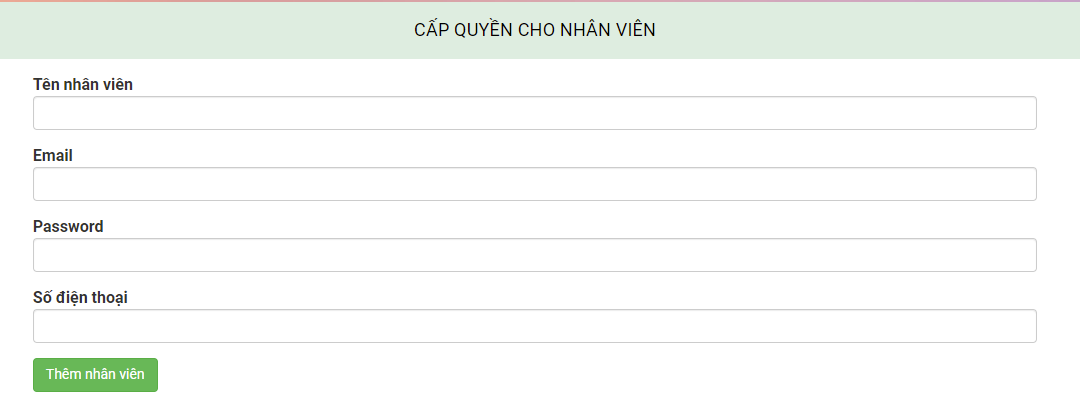 CẤP QUYỀN CHO NHÂN VIÊN
Tên nhân viên
Email
Password
Số điện thoại
Thêm nhân viên